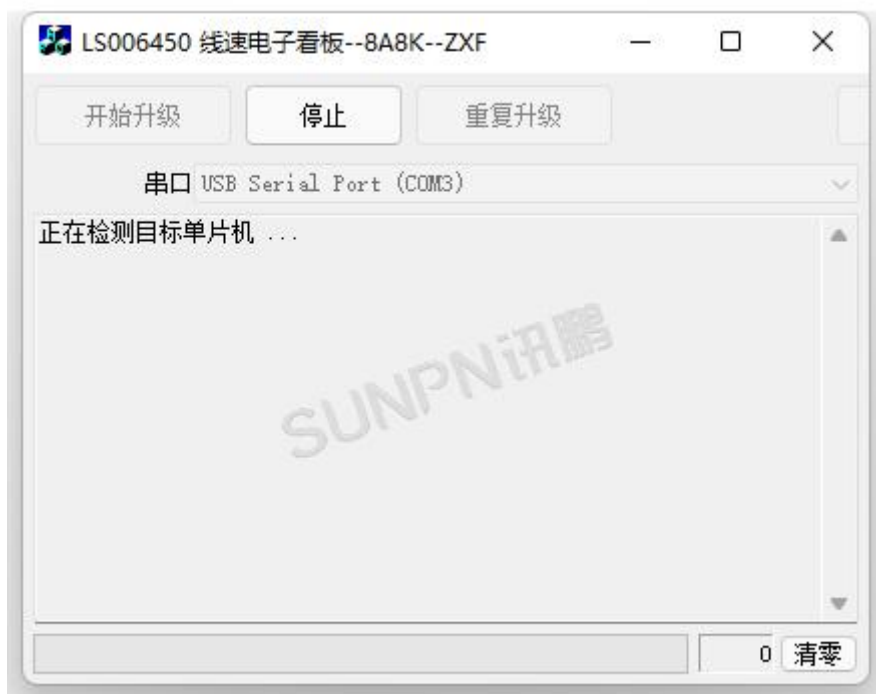 LS006450 线速电子看板--8A8K--ZXF
开始升级 停止 重复升级
串口 USB Serial Port (COM3)
正在检测目标单片机 ...
SUNPN讯鹏
0 清零